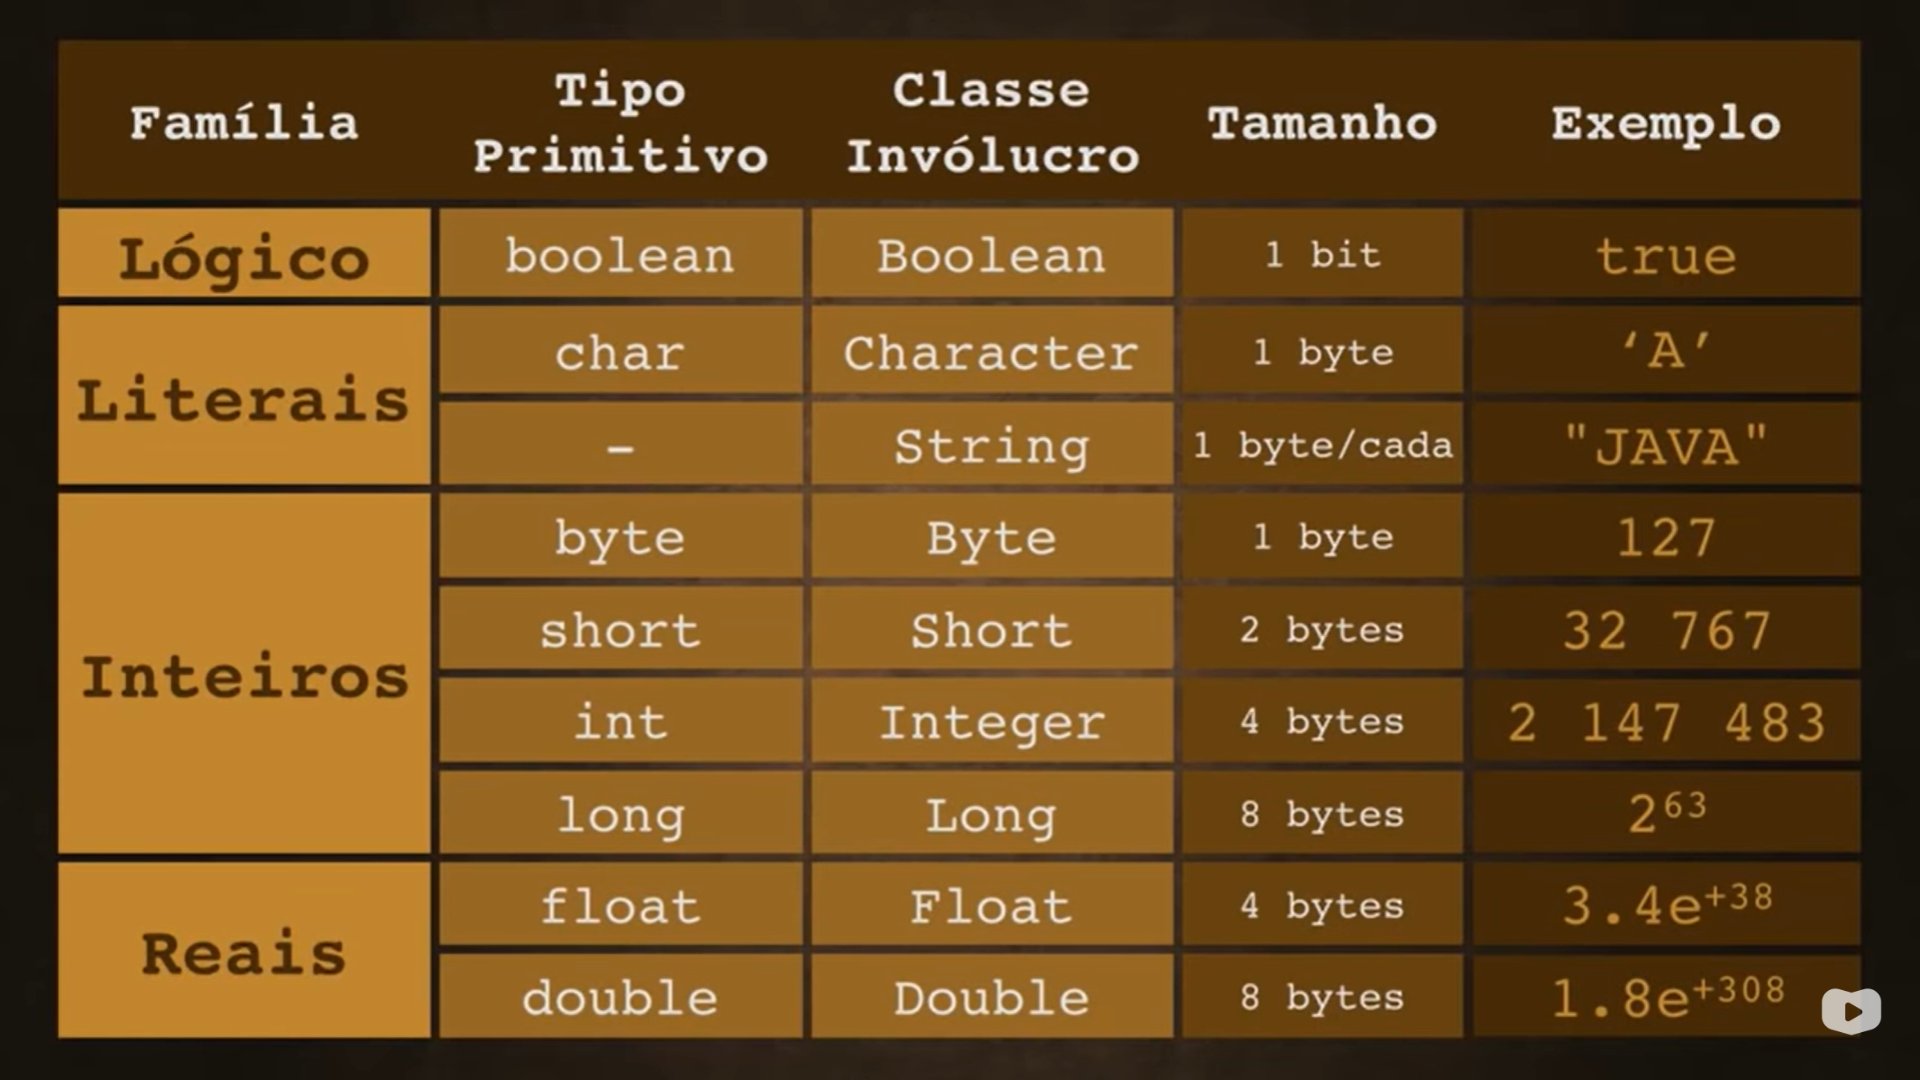 Família Tipo Primitivo Classe Invólucro Tamanho Exemplo
Lógico boolean Boolean 1 bit true
Literais char Character 1 byte ‘A’
- String 1 byte/cada "JAVA"
Inteiros byte Byte 1 byte 127
short Short 2 bytes 32 767
int Integer 4 bytes 2 147 483
long Long 8 bytes 2⁶³
Reais float Float 4 bytes 3.4e⁺³⁸
double Double 8 bytes 1.8e⁺³⁰⁸